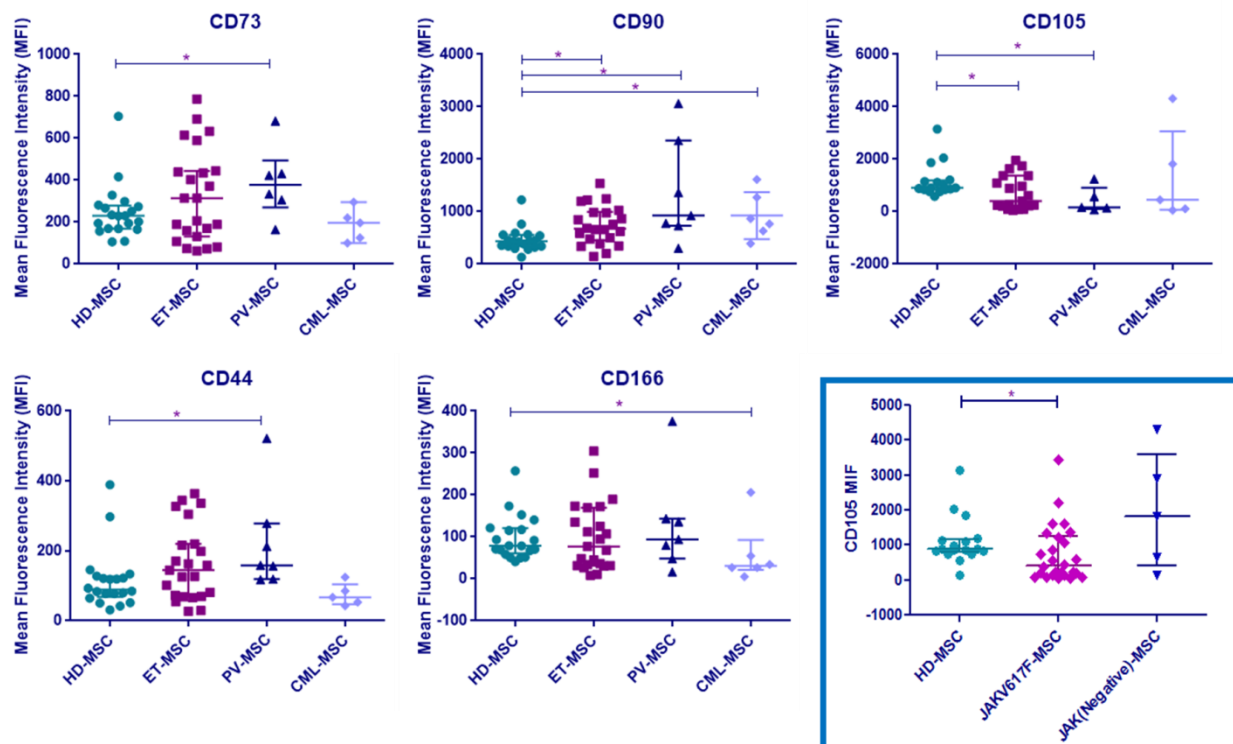 CD73
Mean Fluorescence Intensity (MFI)
1000
800
600
400
200
0
*
HD-MSC
ET-MSC
PV-MSC
CML-MSC
CD90
Mean Fluorescence Intensity (MFI)
4000
3000
2000
1000
0
*
*
*
HD-MSC
ET-MSC
PV-MSC
CML-MSC
CD105
Mean Fluorescence Intensity (MFI)
6000
4000
2000
0
-2000
*
*
HD-MSC
ET-MSC
PV-MSC
CML-MSC
CD44
Mean Fluorescence Intensity (MFI)
600
400
200
0
*
HD-MSC
ET-MSC
PV-MSC
CML-MSC
CD166
Mean Fluorescence Intensity (MFI)
400
300
200
100
0
-100
*
HD-MSC
ET-MSC
PV-MSC
CML-MSC
CD105 MIF
5000
4000
3000
2000
1000
0
-1000
*
HD-MSC
JAKV617F-MSC
JAK(Negative)-MSC